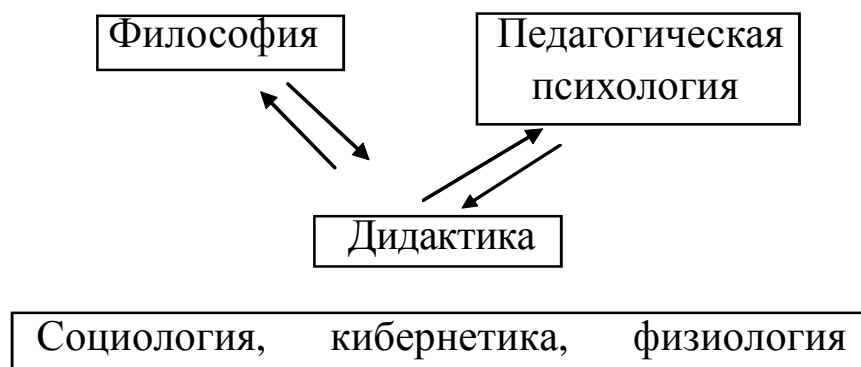 Философия
Педагогическая
психология
Дидактика
Социология, кибернетика, физиология